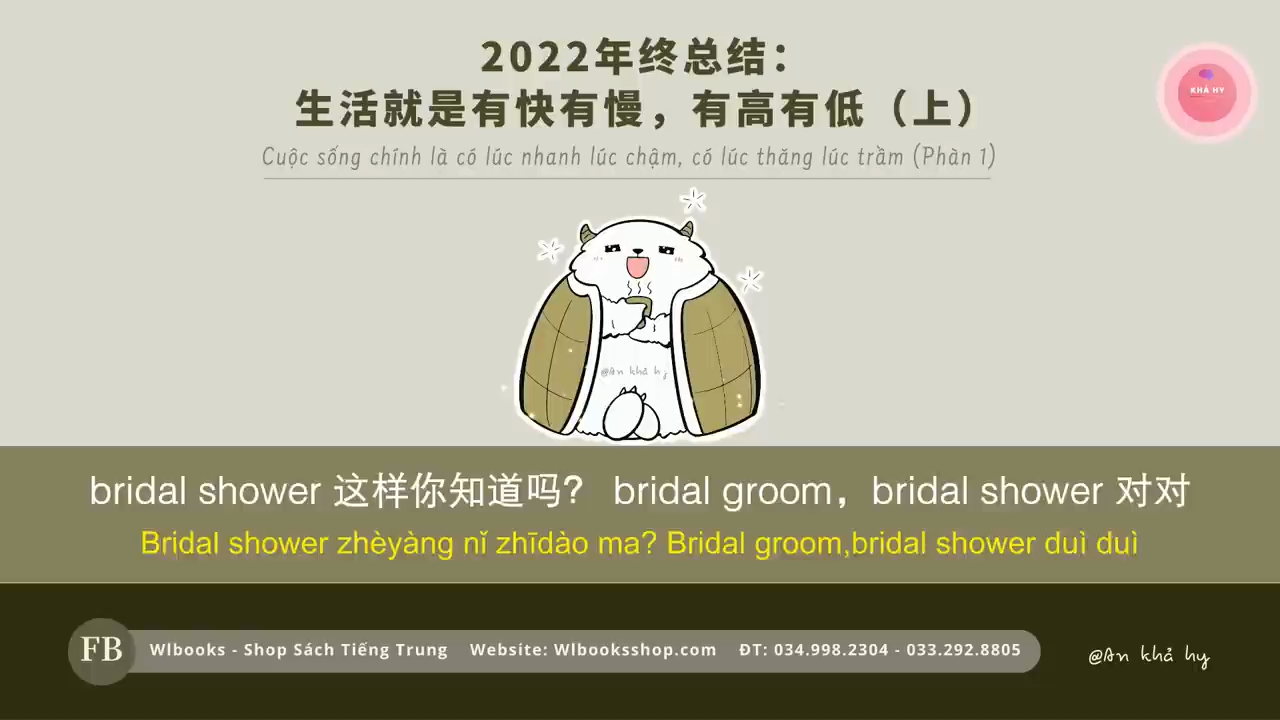 2022年终总结：
生活就是有快有慢，有高有低（上）
Cuộc sống chính là có lúc nhanh lúc chậm, có lúc thăng lúc trầm (Phần 1)
KHẢ HY
@An khả hy
bridal shower 这样你知道吗？ bridal groom，bridal shower 对对
Bridal shower zhèyàng nǐ zhīdào ma? Bridal groom,bridal shower duì duì
FB Wlbooks - Shop Sách Tiếng Trung Website: Wlbooksshop.com ĐT: 034.998.2304 - 033.292.8805
@An khả hy